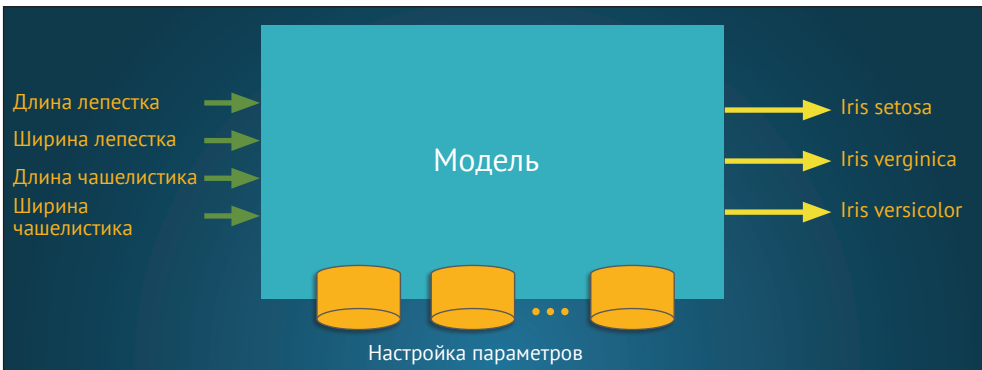 Длина лепестка
Ширина лепестка
Длина чашелистика
Ширина
чашелистика
Модель
Iris setosa
Iris verginica
Iris versicolor
Настройка параметров